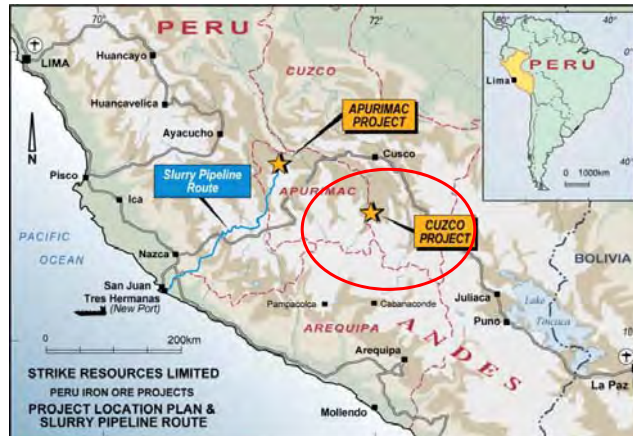 70°
72
PERU
LIMA
Huancayo
CUZCO
Huancavelica
APURIMAC
PROJECT
Ayacucho
N
Slurry Pipeline
Route
Cusco
Pisco
APURIMAC
Ica
CUZCO
PROJECT
PACIFIC
OCEAN
Nazca
BOLIVIA
San Juan
Tres Hermanas
(New Port)
Pampacolca
Cabanaconde
Juliaca
Lake
Titicaca
Puno
0
200km
AREQUIPA
ANDES
Arequipa
La Paz
Mollendo
STRIKE RESOURCES LIMITED
PERU IRON ORE PROJECTS
PROJECT LOCATION PLAN &
SLURRY PIPELINE ROUTE
80°
40°
PERU
Lima
0 1000km
40°